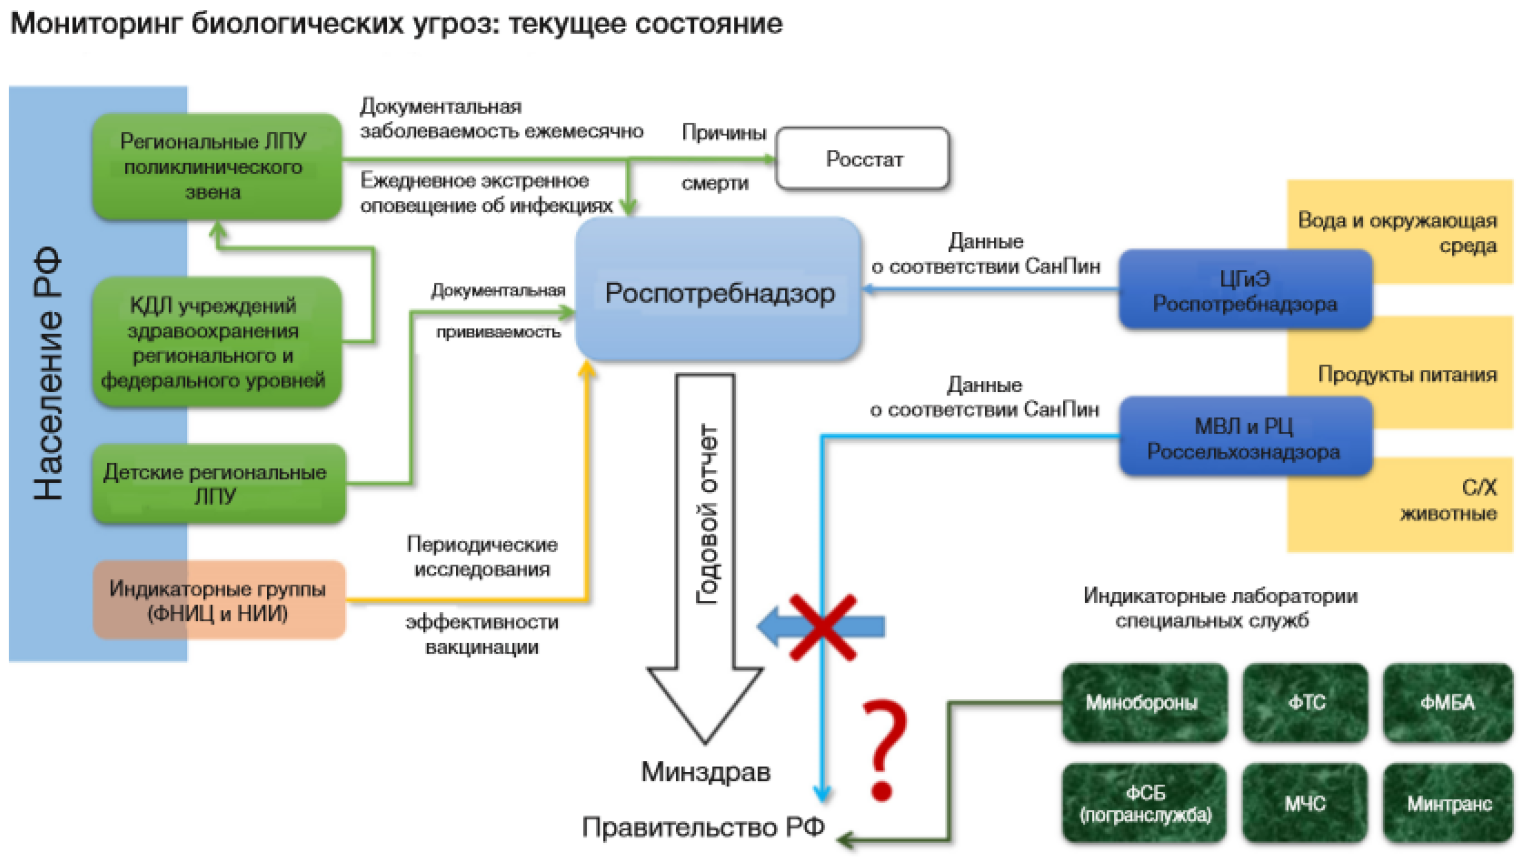 Мониторинг биологических угроз: текущее состояние
Население РФ
Региональные ЛПУ
поликлинического
звена
КДЛ учреждений
здравоохранения
регионального и
федерального уровней
Детские региональные
ЛПУ
Индикаторные группы
(ФНИЦ и НИИ)
Документальная
заболеваемость ежемесячно
Ежедневное экстренное
оповещение об инфекциях
Причины
смерти
Росстат
Документальная
прививаемость
Роспотребнадзор
Периодические
исследования
эффективности
вакцинации
Годовой отчет
Минздрав
Правительство РФ
Данные
о соответствии СанПин
ЦГиЭ
Роспотребнадзора
Данные
о соответствии СанПин
МВЛ и РЦ
Россельхознадзора
Вода и окружающая
среда
Продукты питания
С/Х
животные
?
Индикаторные лаборатории
специальных служб
Минобороны
ФТС
ФМБА
ФСБ
(погранслужба)
МЧС
Минтранс